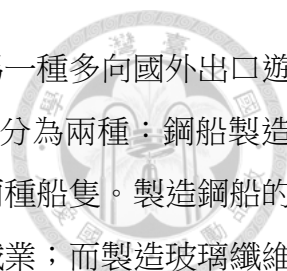 一種多向國外出口遊
分為兩種：鋼船製造
兩種船隻。製造鋼船的
業；而製造玻璃纖維